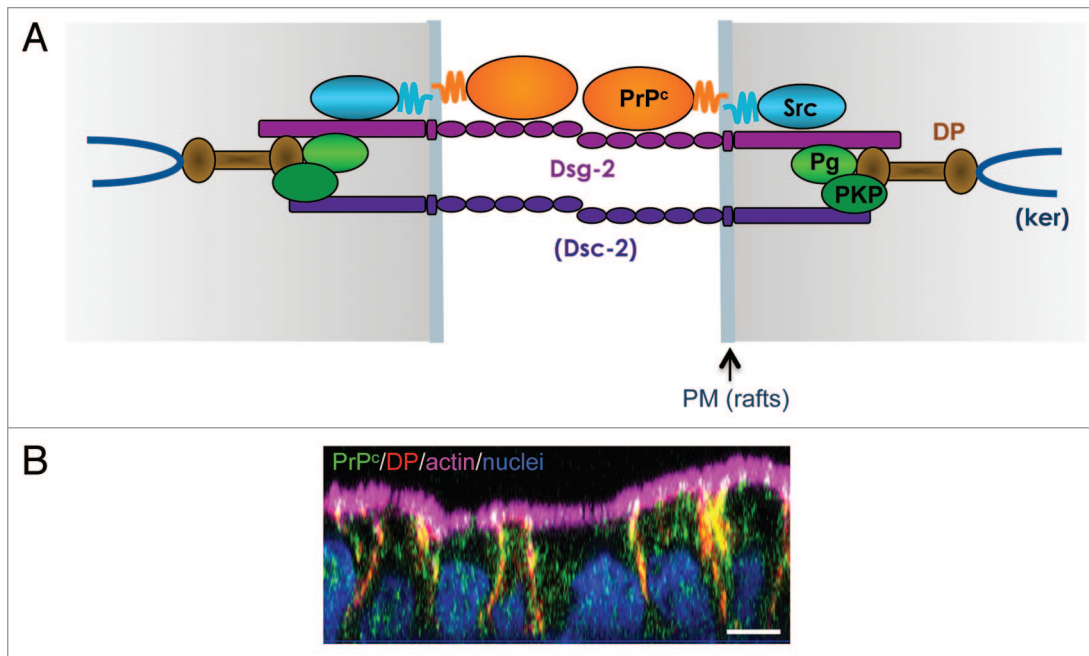 A
PrPᶜ
Src
DP
Dsg-2
Pg
PKP
(ker)
(Dsc-2)
PM (rafts)
B
PrPᶜ/DP/actin/nuclei